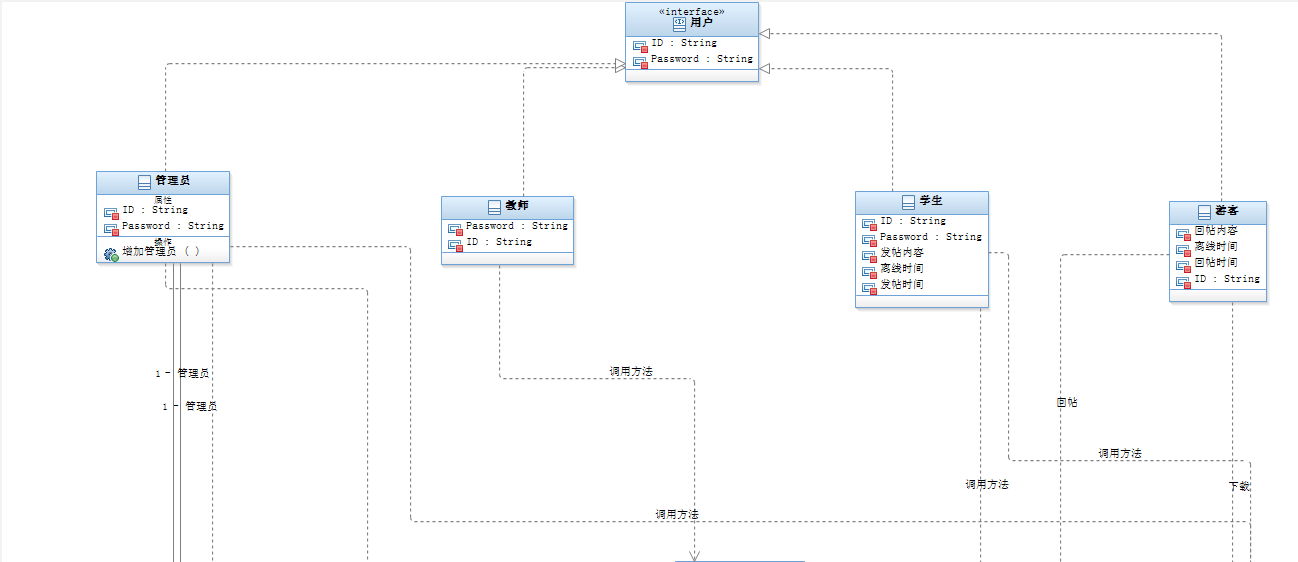 «interface»
用户
ID : String
Password : String
管理员
属性
ID : String
Password : String
操作
增加管理员 ( )
教师
Password : String
ID : String
学生
ID : String
Password : String
发帖内容
离线时间
发帖时间
游客
回帖内容
离线时间
回帖时间
ID : String
1 - 管理员
1 - 管理员
调用方法
回帖
调用方法
调用方法
下载
调用方法